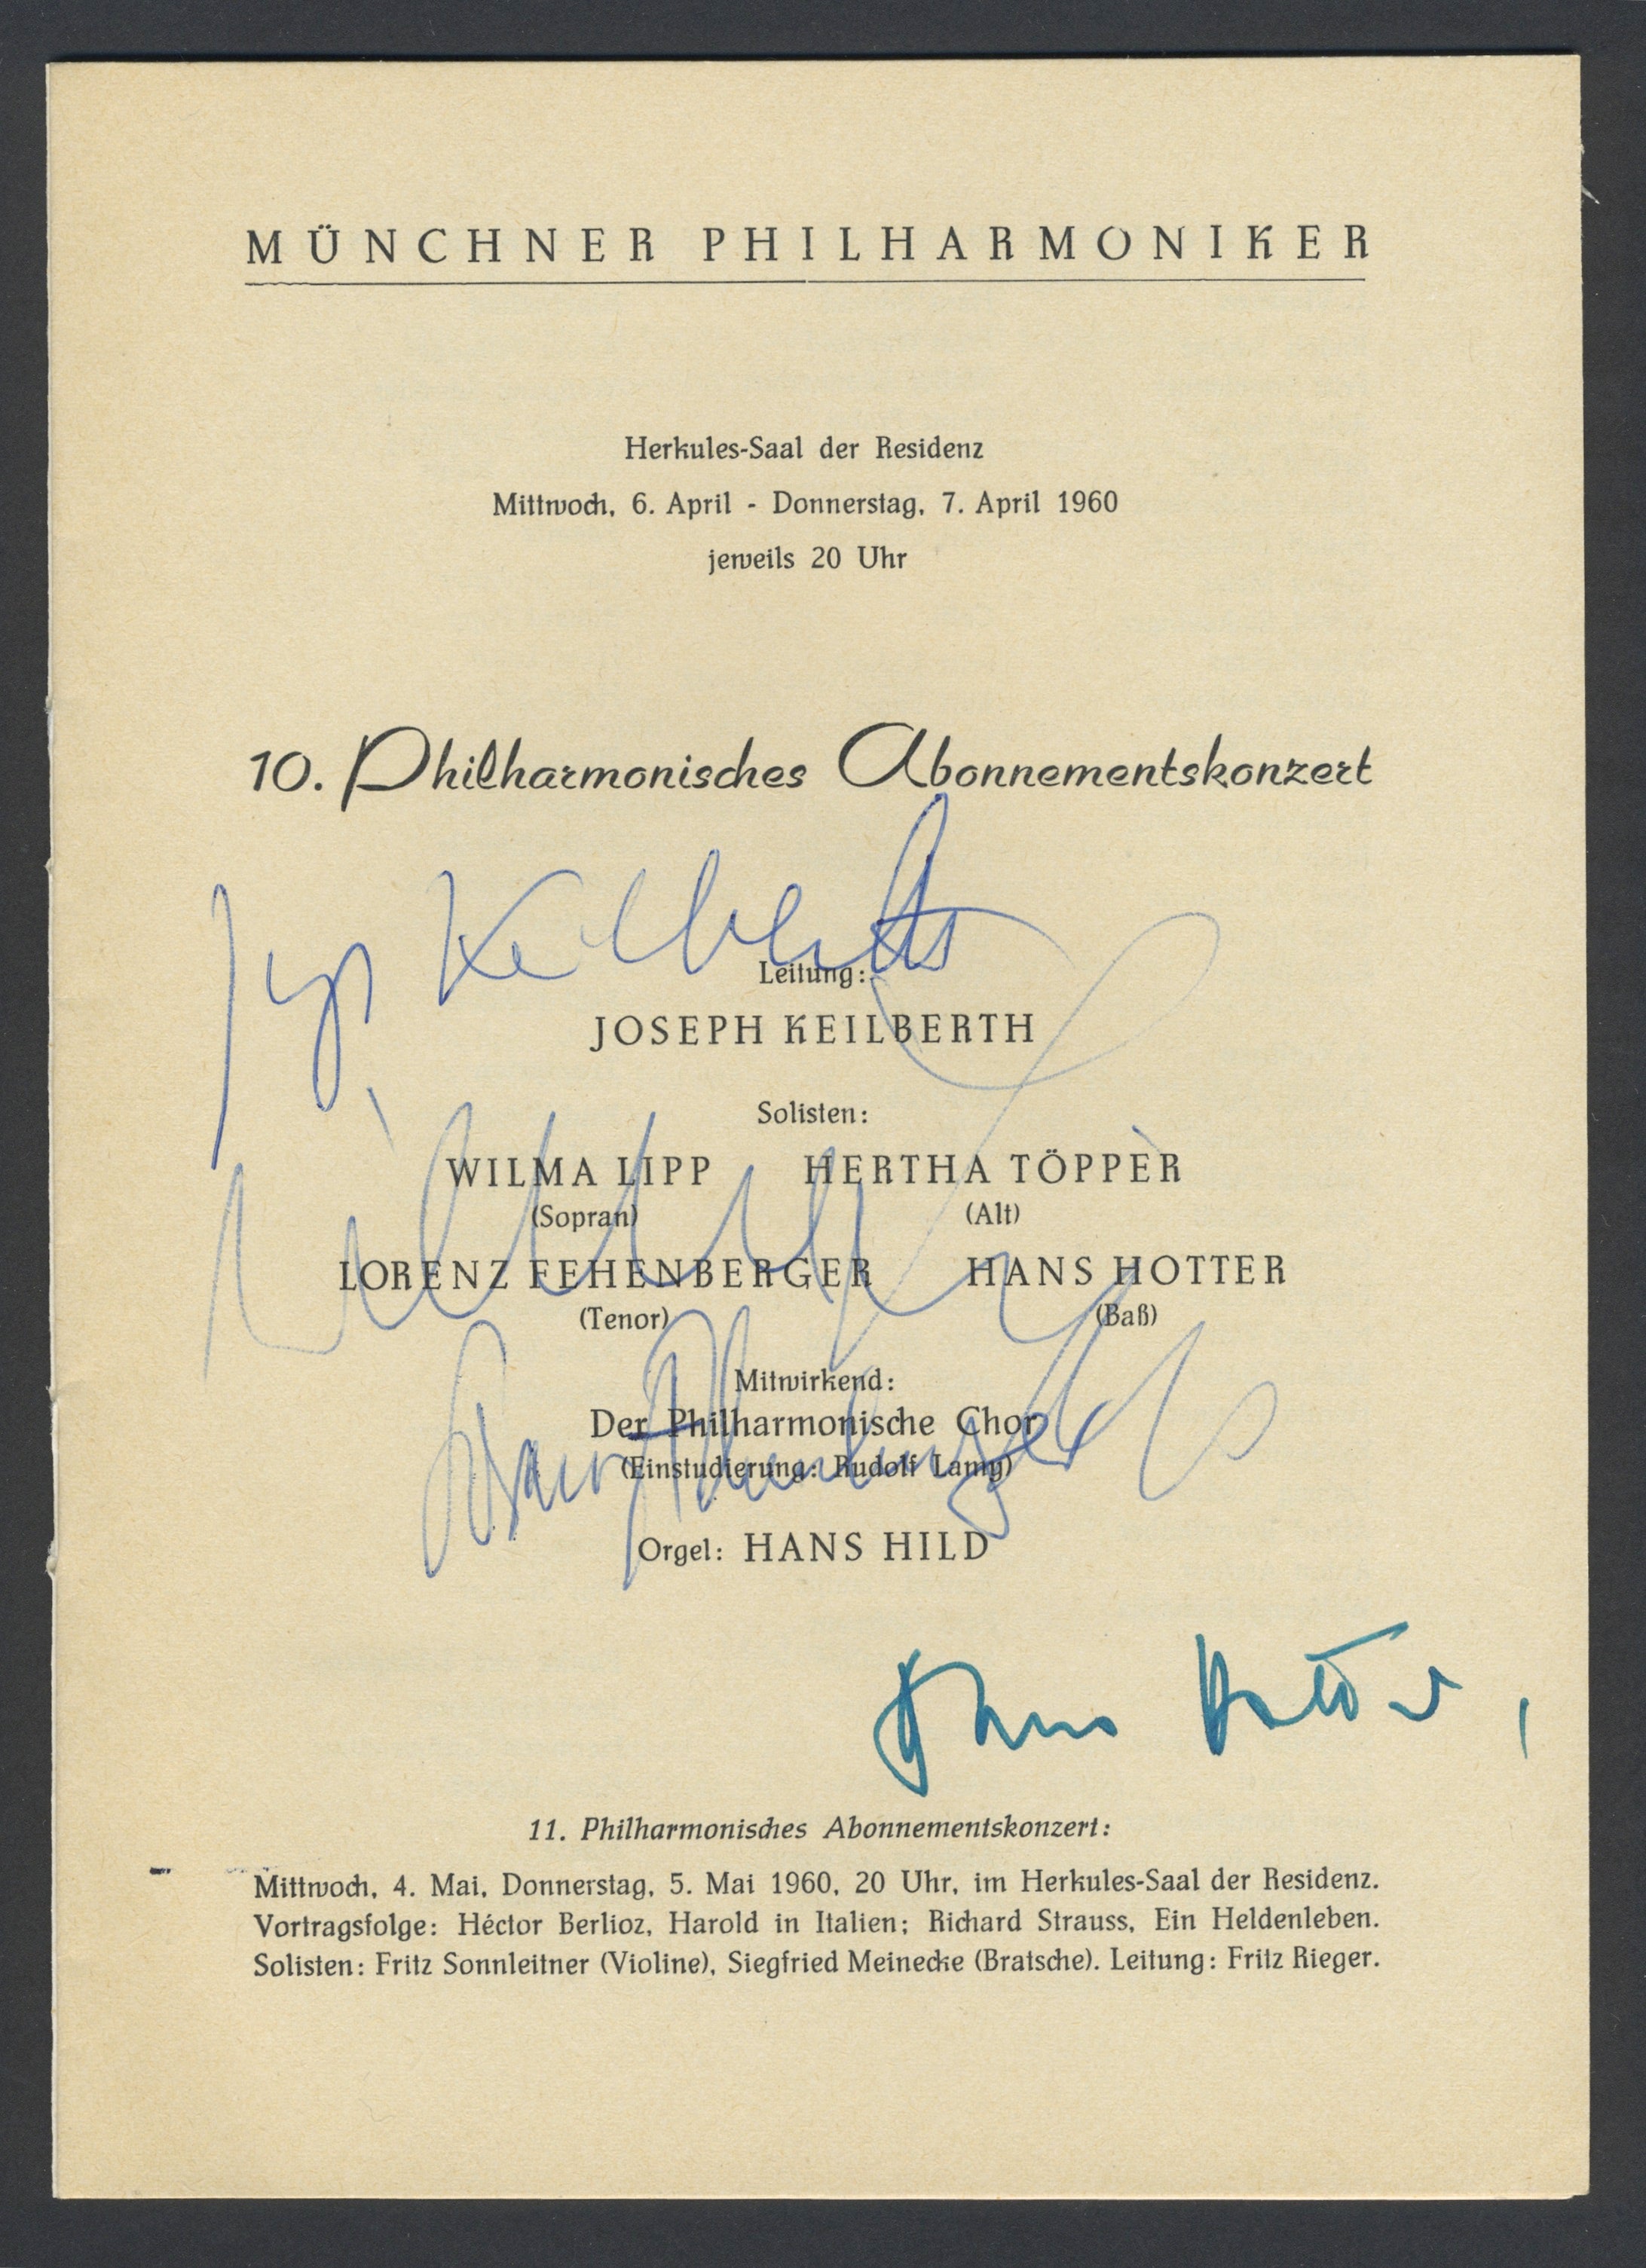 MÜNCHNER PHILHARMONIKER
Herkules-Saal der Residenz
Mittwoch, 6. April - Donnerstag, 7. April 1960
jeweils 20 Uhr
10. Philharmonisches Abonnementskonzert
Keilberth
Leitung:
JOSEPH KEILBERTH
Solisten:
WILMA LIPP HERTHA TÖPPER
(Sopran) (Alt)
LORENZ FEHENBERGER HANS HOTTER
(Tenor) (Baß)
Mitwirkend:
Der Philharmonische Chor
(Einstudierung: Rudolf Lamy)
Orgel: HANS HILD
Hans Hotter
11. Philharmonisches Abonnementskonzert:
Mittwoch, 4. Mai, Donnerstag, 5. Mai 1960, 20 Uhr, im Herkules-Saal der Residenz.
Vortragsfolge: Héctor Berlioz, Harold in Italien; Richard Strauss, Ein Heldenleben.
Solisten: Fritz Sonnleitner (Violine), Siegfried Meinecke (Bratsche). Leitung: Fritz Rieger.